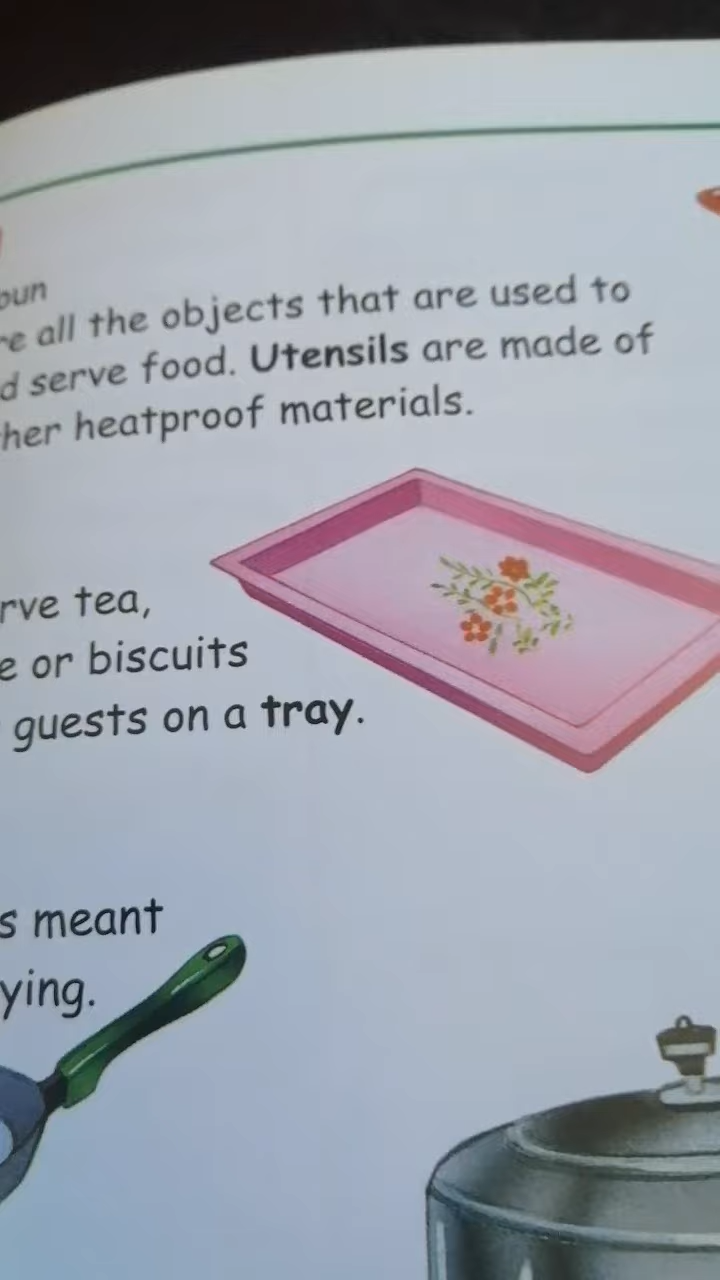 oun
re all the objects that are used to
d serve food. Utensils are made of
her heatproof materials.
rve tea,
e or biscuits
guests on a tray.
s meant
ying.